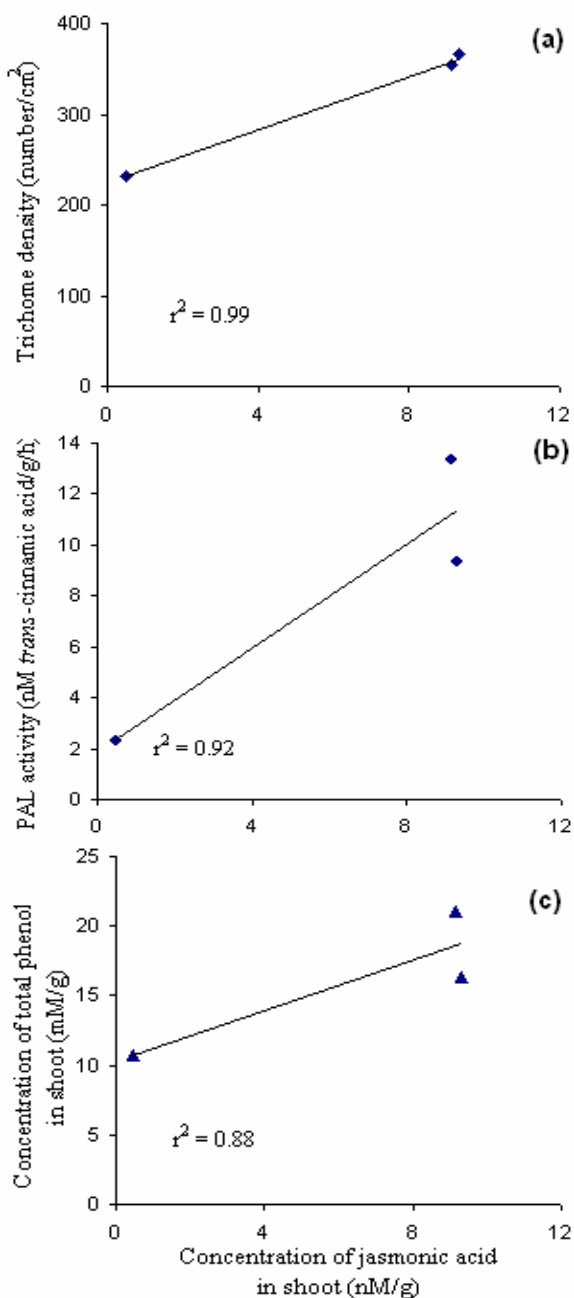 (a)
Trichome density (number/cm²)
400
300
200
100
0
r² = 0.99
0 4 8 12
(b)
PAL activity (nM trans-cinnamic acid/g/h)
14
12
10
8
6
4
2
0
r² = 0.92
0 4 8 12
(c)
Concentration of total phenol
in shoot (mM/g)
25
20
15
10
5
0
r² = 0.88
0 4 8 12
Concentration of jasmonic acid
in shoot (nM/g)